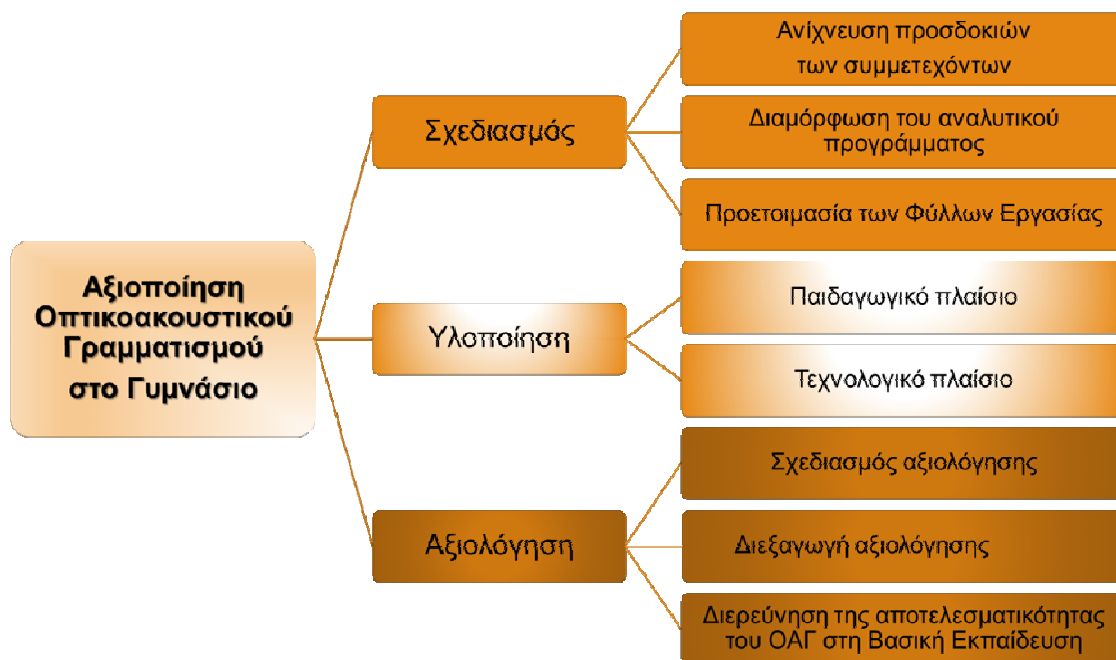 Αξιοποίηση
Οπτικοακουστικού
Γραμματισμού
στο Γυμνάσιο
Σχεδιασμός
Ανίχνευση προσδοκιών
των συμμετεχόντων
Διαμόρφωση του αναλυτικού
προγράμματος
Προετοιμασία των Φύλλων Εργασίας
Υλοποίηση
Παιδαγωγικό πλαίσιο
Τεχνολογικό πλαίσιο
Αξιολόγηση
Σχεδιασμός αξιολόγησης
Διεξαγωγή αξιολόγησης
Διερεύνηση της αποτελεσματικότητας
του ΟΑΓ στη Βασική Εκπαίδευση